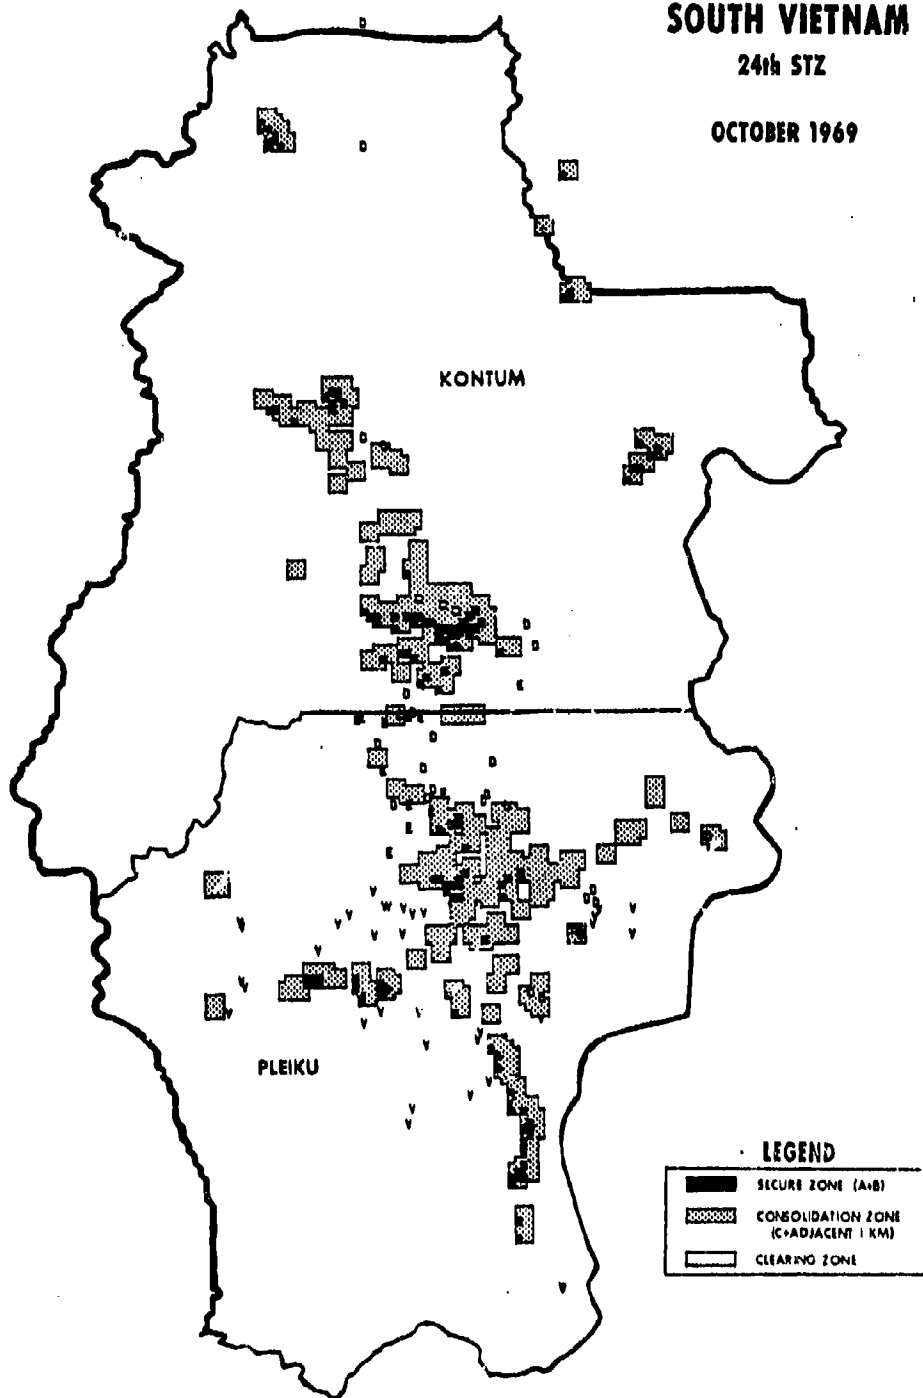 SOUTH VIETNAM
24th STZ
OCTOBER 1969
KONTUM
PLEIKU
LEGEND
SECURE ZONE (A+B)
CONSOLIDATION ZONE
(C+ADJACENT 1 KM)
CLEARING ZONE